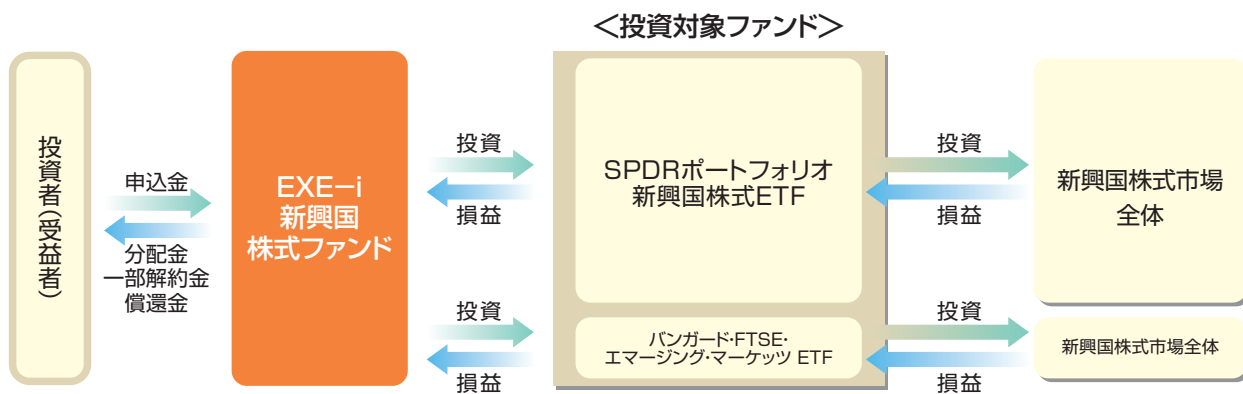 ＜投資対象ファンド＞
投資者（受益者）
申込金
分配金
一部解約金
償還金
EXE－i
新興国
株式ファンド
投資
損益
投資
損益
SPDRポートフォリオ
新興国株式ETF
バンガード・FTSE・
エマージング・マーケッツ ETF
投資
損益
投資
損益
新興国株式市場
全体
新興国株式市場全体